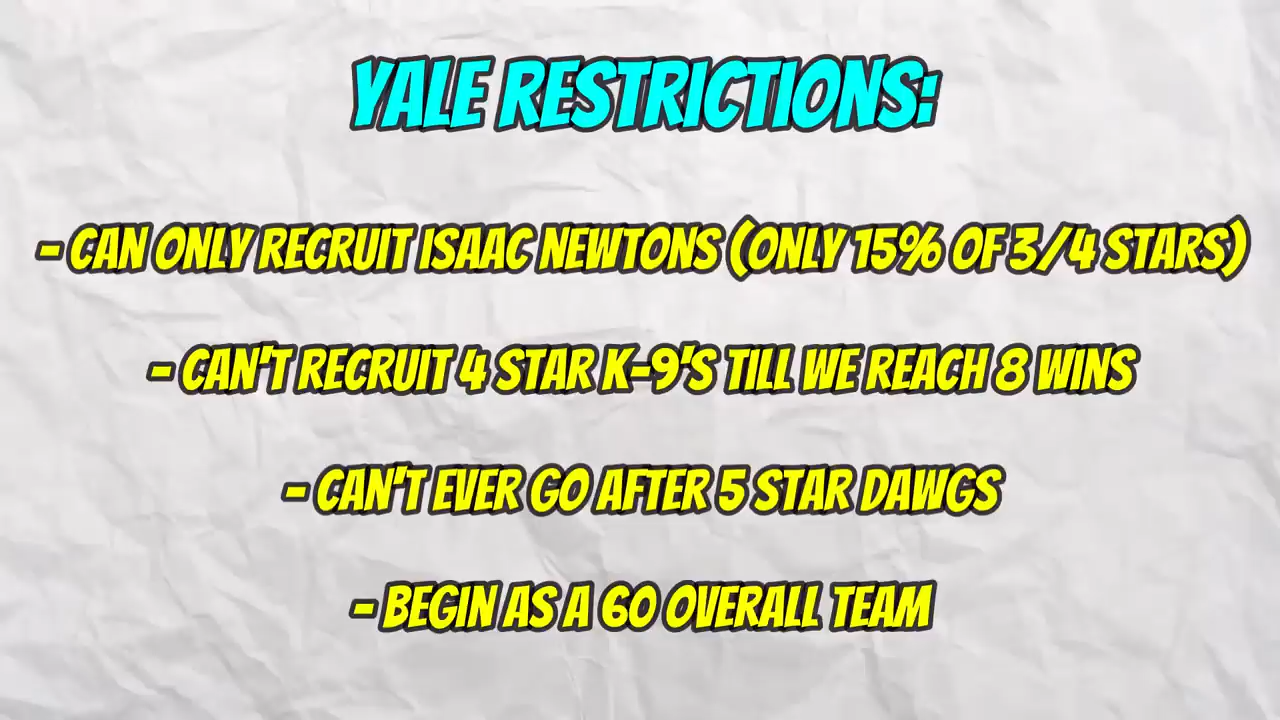 YALE RESTRICTIONS:
- CAN ONLY RECRUIT ISAAC NEWTONS (ONLY 15% OF 3/4 STARS)
- CAN'T RECRUIT 4 STAR K-9'S TILL WE REACH 8 WINS
- CAN'T EVER GO AFTER 5 STAR DAWGS
- BEGIN AS A 60 OVERALL TEAM